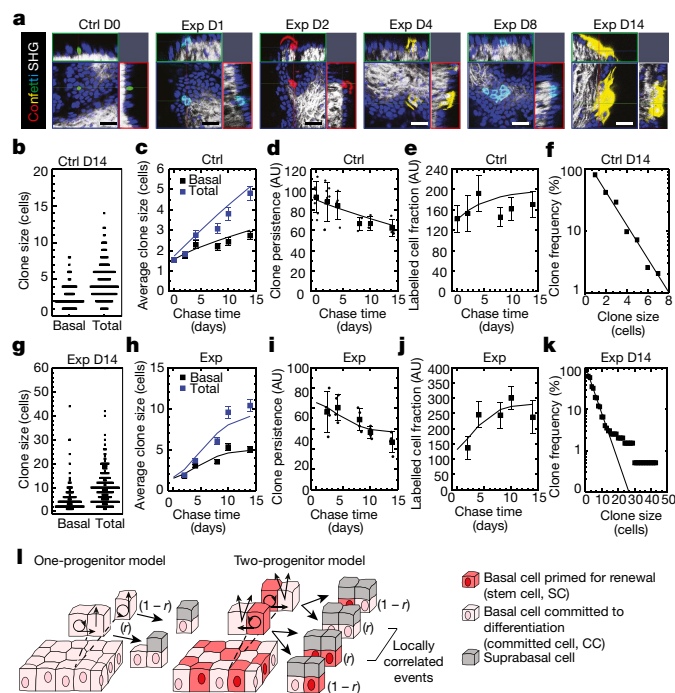 a
Ctrl D0 Exp D1 Exp D2 Exp D4 Exp D8 Exp D14
Confetti SHG
b Ctrl D14
Clone size (cells)
20
15
10
5
0
Basal Total
c Ctrl
Average clone size (cells)
6
5
4
3
2
1
0
Basal
Total
0 5 10 15
Chase time
(days)
d Ctrl
Clone persistence (AU)
120
100
80
60
40
20
0
0 5 10 15
Chase time
(days)
e Ctrl
Labelled cell fraction (AU)
240
200
150
100
50
0
0 5 10 15
Chase time
(days)
f Ctrl D14
Clone frequency (%)
100
10
1
0 2 4 6 8
Clone size
(cells)
g Exp D14
Clone size (cells)
60
50
40
30
20
10
0
Basal Total
h Exp
Average clone size (cells)
15
10
5
0
Basal
Total
0 5 10 15
Chase time
(days)
i Exp
Clone persistence (AU)
100
80
60
40
20
0
0 5 10 15
Chase time
(days)
j Exp
Labelled cell fraction (AU)
400
350
300
250
200
150
100
50
0
0 5 10 15
Chase time
(days)
k Exp D14
Clone frequency (%)
100
10
1
0 10 20 30 40 50
Clone size
(cells)
l
One-progenitor model Two-progenitor model
(1 – r)
(r)
(1 – r)
(r)
(1 – r)
Locally
correlated
events
Basal cell primed for renewal
(stem cell, SC)
Basal cell committed to
differentiation
(committed cell, CC)
Suprabasal cell